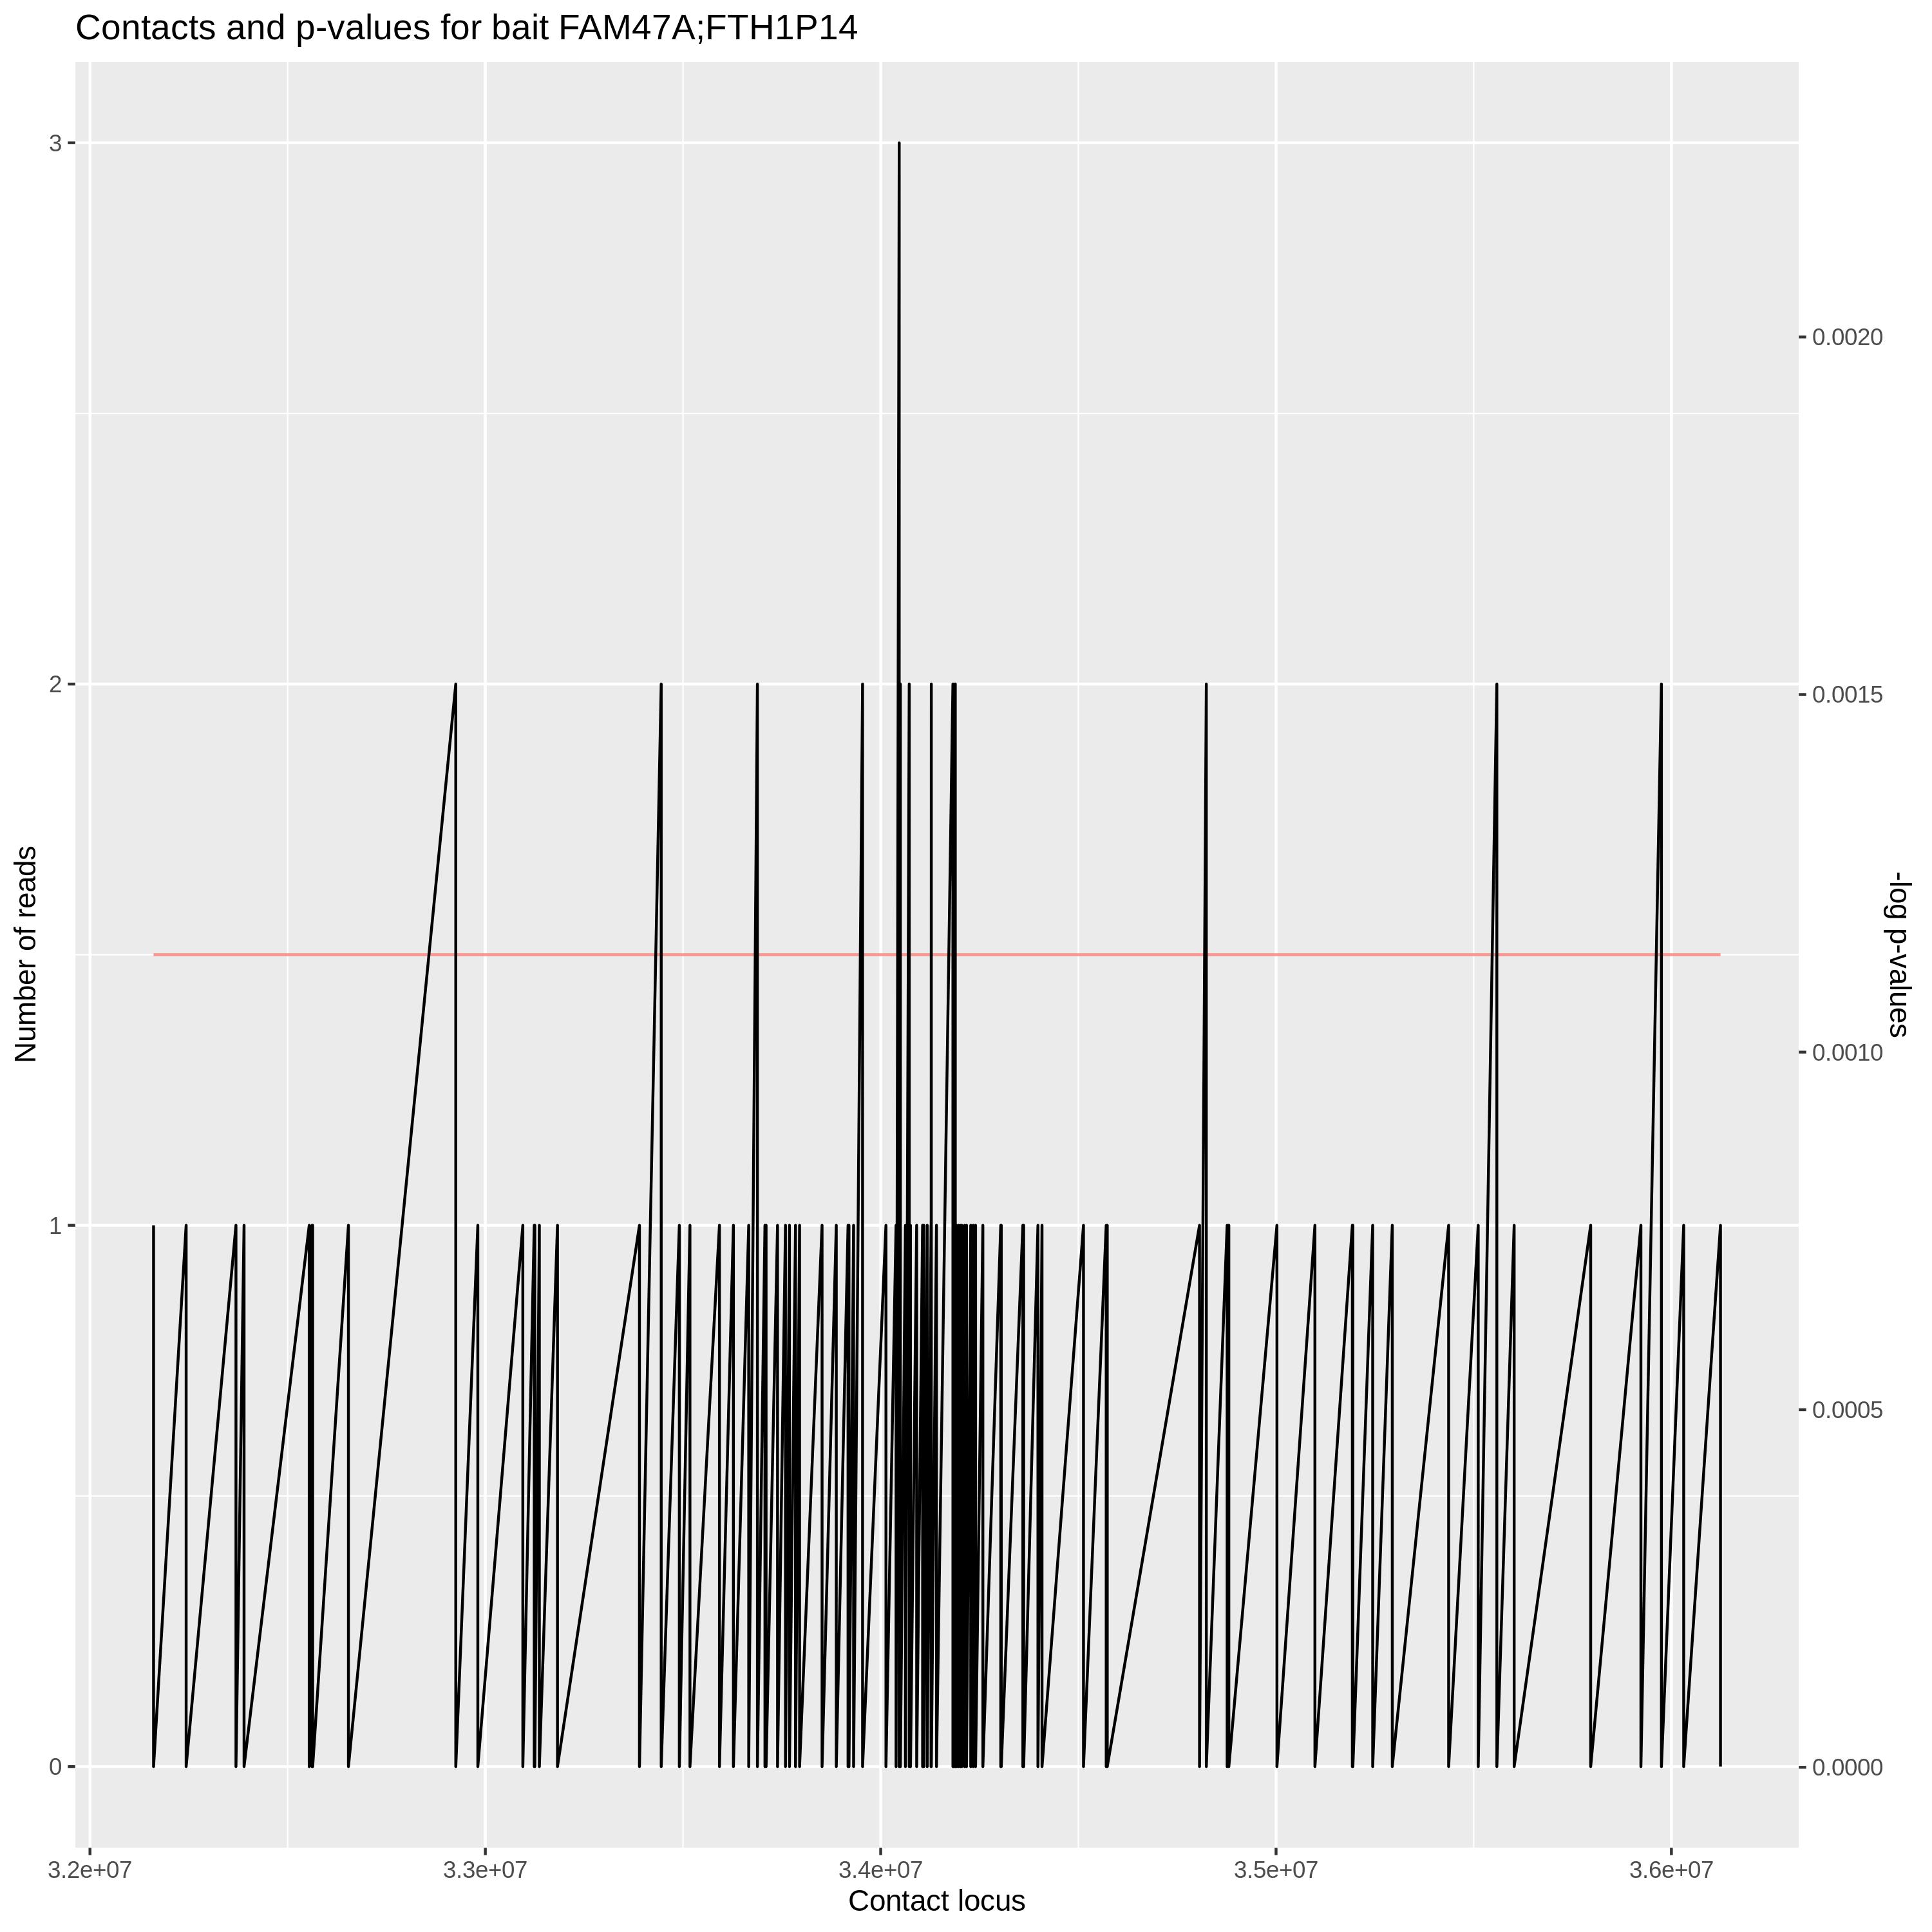 Contacts and p-values for bait FAM47A;FTH1P14
3
2
1
0
Number of reads
0.0020
0.0015
0.0010
0.0005
0.0000
-log p-values
3.2e+07
3.3e+07
3.4e+07
3.5e+07
3.6e+07
Contact locus